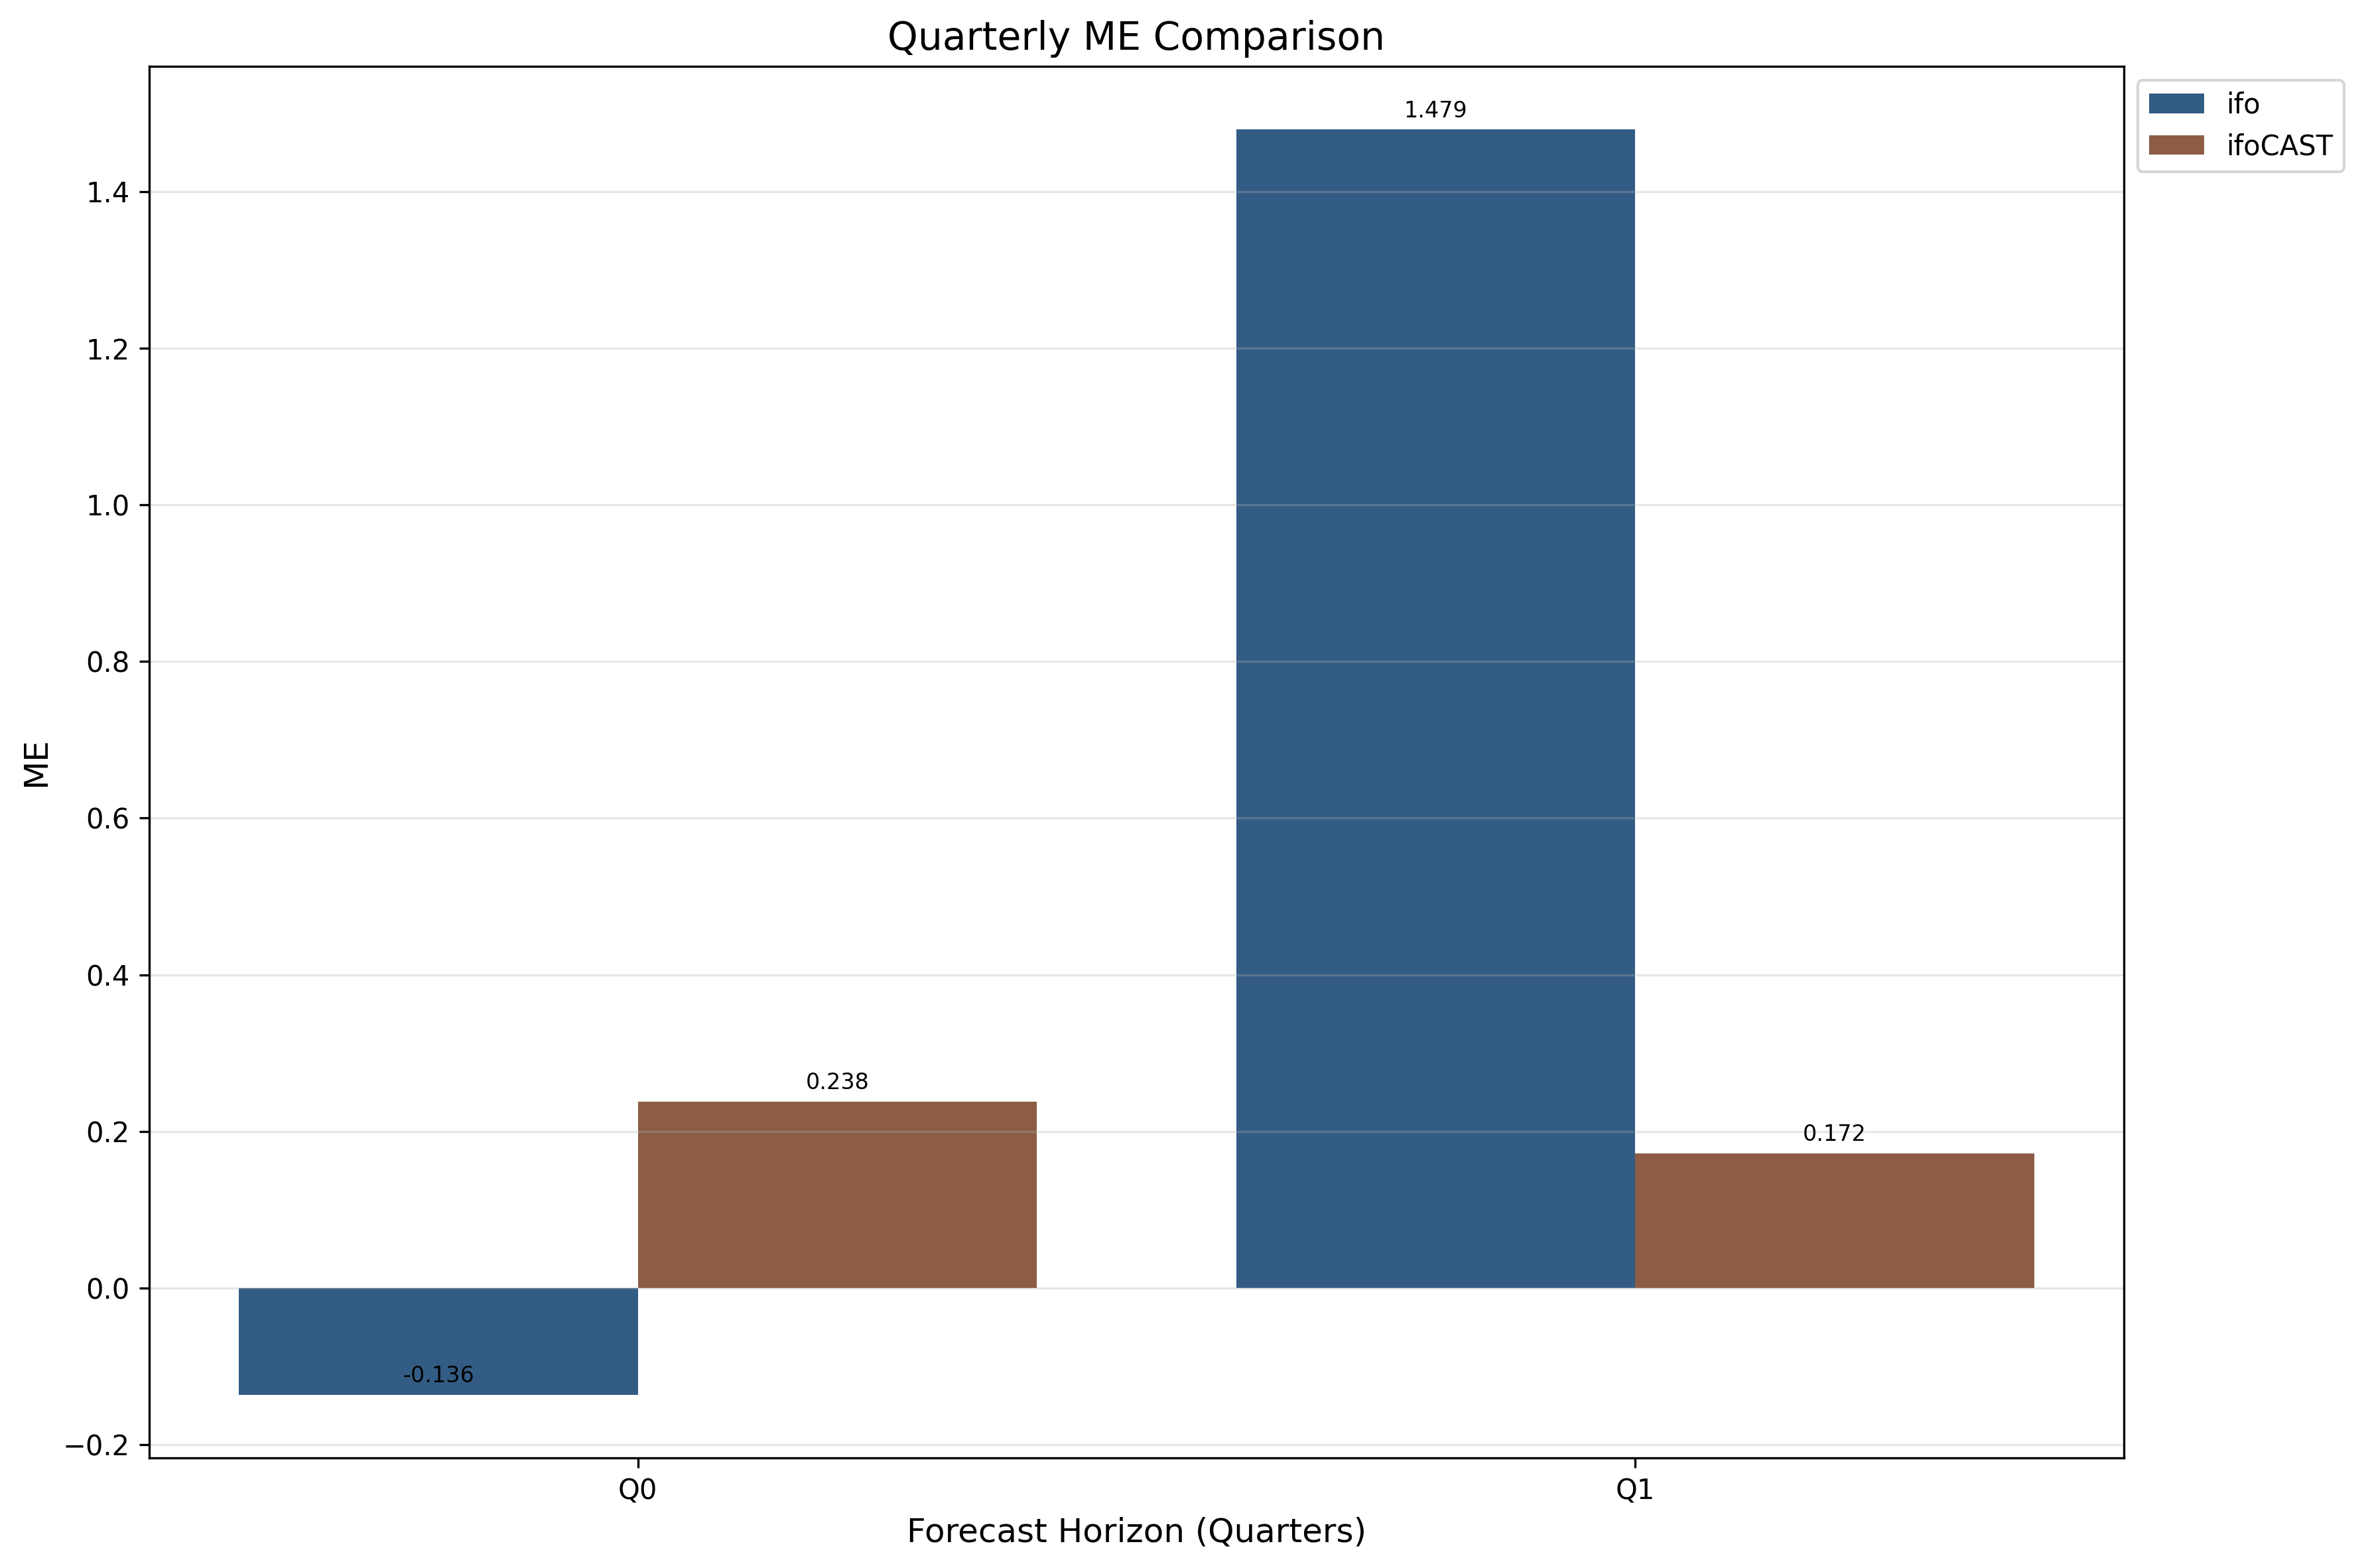 Quarterly ME Comparison
ifo
ifoCAST
ME
1.4
1.2
1.0
0.8
0.6
0.4
0.2
0.0
−0.2
1.479
0.238
0.172
-0.136
Q0
Q1
Forecast Horizon (Quarters)